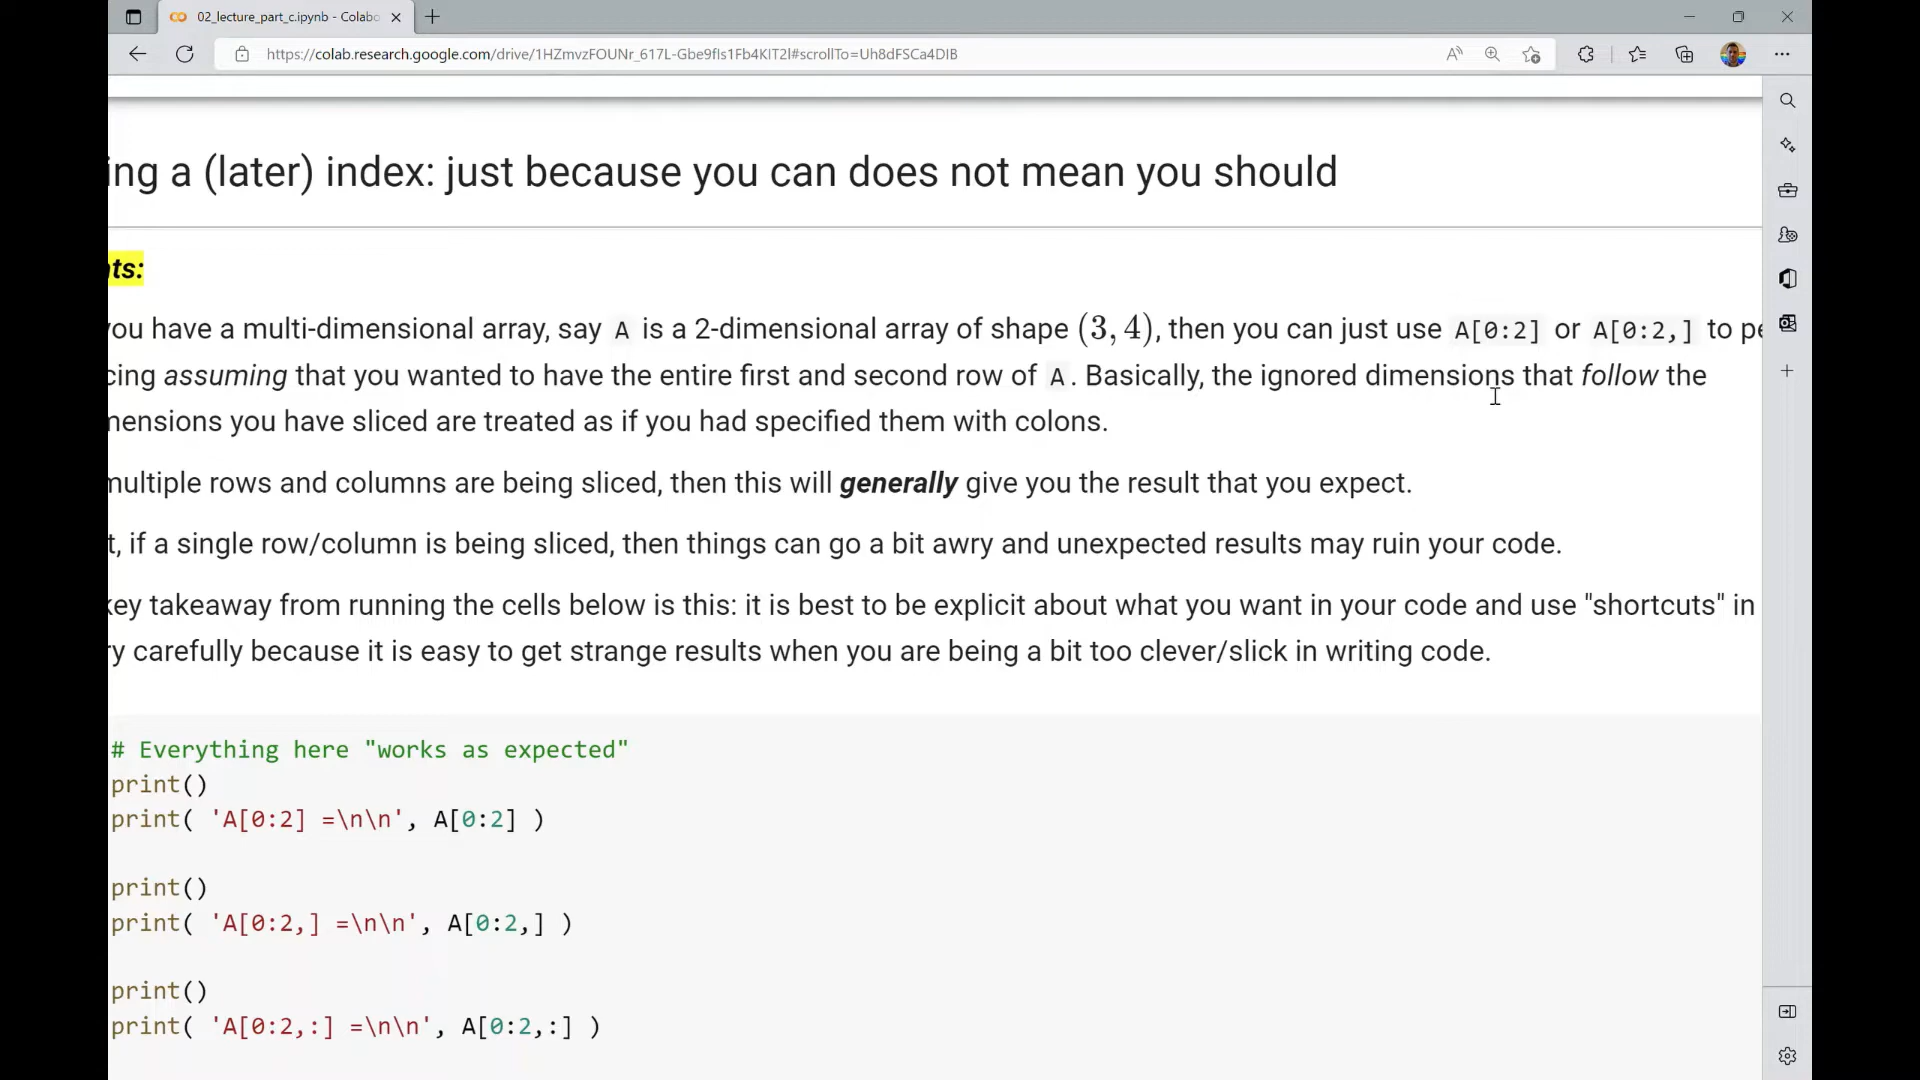 02_lecture_part_c.ipynb - Colabo
https://colab.research.google.com/drive/1HZmvzFOUNr_617L-Gbe9fIs1Fb4KIT2l#scrollTo=Uh8dFSCa4DIB
ing a (later) index: just because you can does not mean you should
nts:
you have a multi-dimensional array, say A is a 2-dimensional array of shape (3, 4), then you can just use A[0:2] or A[0:2,] to pe
cing assuming that you wanted to have the entire first and second row of A. Basically, the ignored dimensions that follow the
mensions you have sliced are treated as if you had specified them with colons.
multiple rows and columns are being sliced, then this will generally give you the result that you expect.
t, if a single row/column is being sliced, then things can go a bit awry and unexpected results may ruin your code.
key takeaway from running the cells below is this: it is best to be explicit about what you want in your code and use "shortcuts" in
ry carefully because it is easy to get strange results when you are being a bit too clever/slick in writing code.
# Everything here "works as expected"
print()
print( 'A[0:2] =\n\n', A[0:2] )
print()
print( 'A[0:2,] =\n\n', A[0:2,] )
print()
print( 'A[0:2,:] =\n\n', A[0:2,:] )